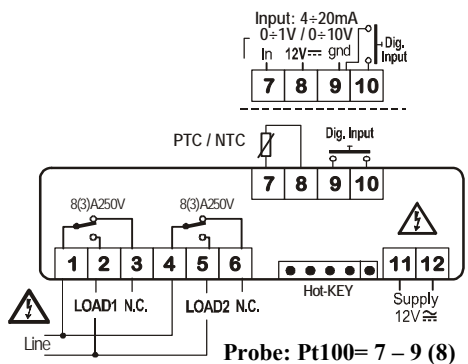 Input: 4÷20mA
0÷1V / 0÷10V
Dig.
Input
In 12V⎓ gnd
7 8 9 10
PTC / NTC
Dig. Input
7 8 9 10
8(3)A250V 8(3)A250V
1 2 3 4 5 6 11 12
LOAD1 N.C. LOAD2 N.C. Hot-KEY Supply
12V≂
Line
Probe: Pt100= 7 – 9 (8)